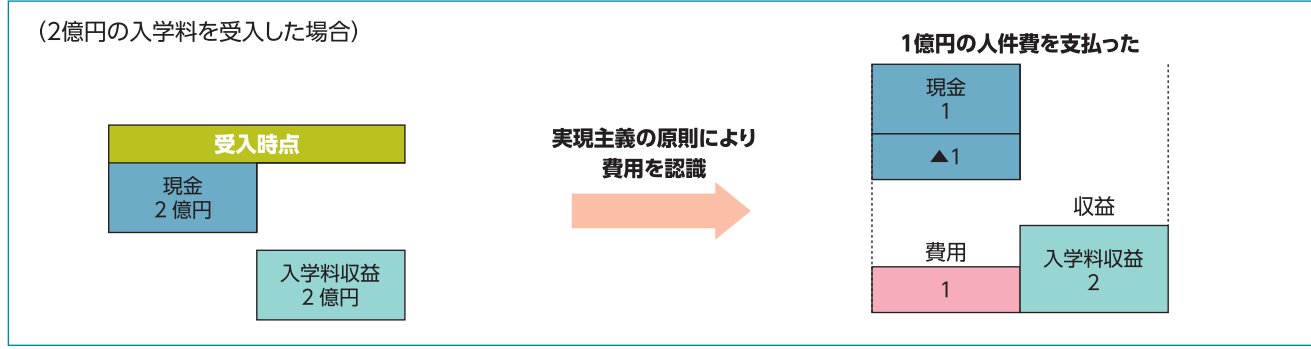 （2億円の入学料を受入した場合）
受入時点
現金
2 億円
入学料収益
2 億円
実現主義の原則により
費用を認識
1億円の人件費を支払った
現金
1
▲1
収益
費用
入学料収益
2
1